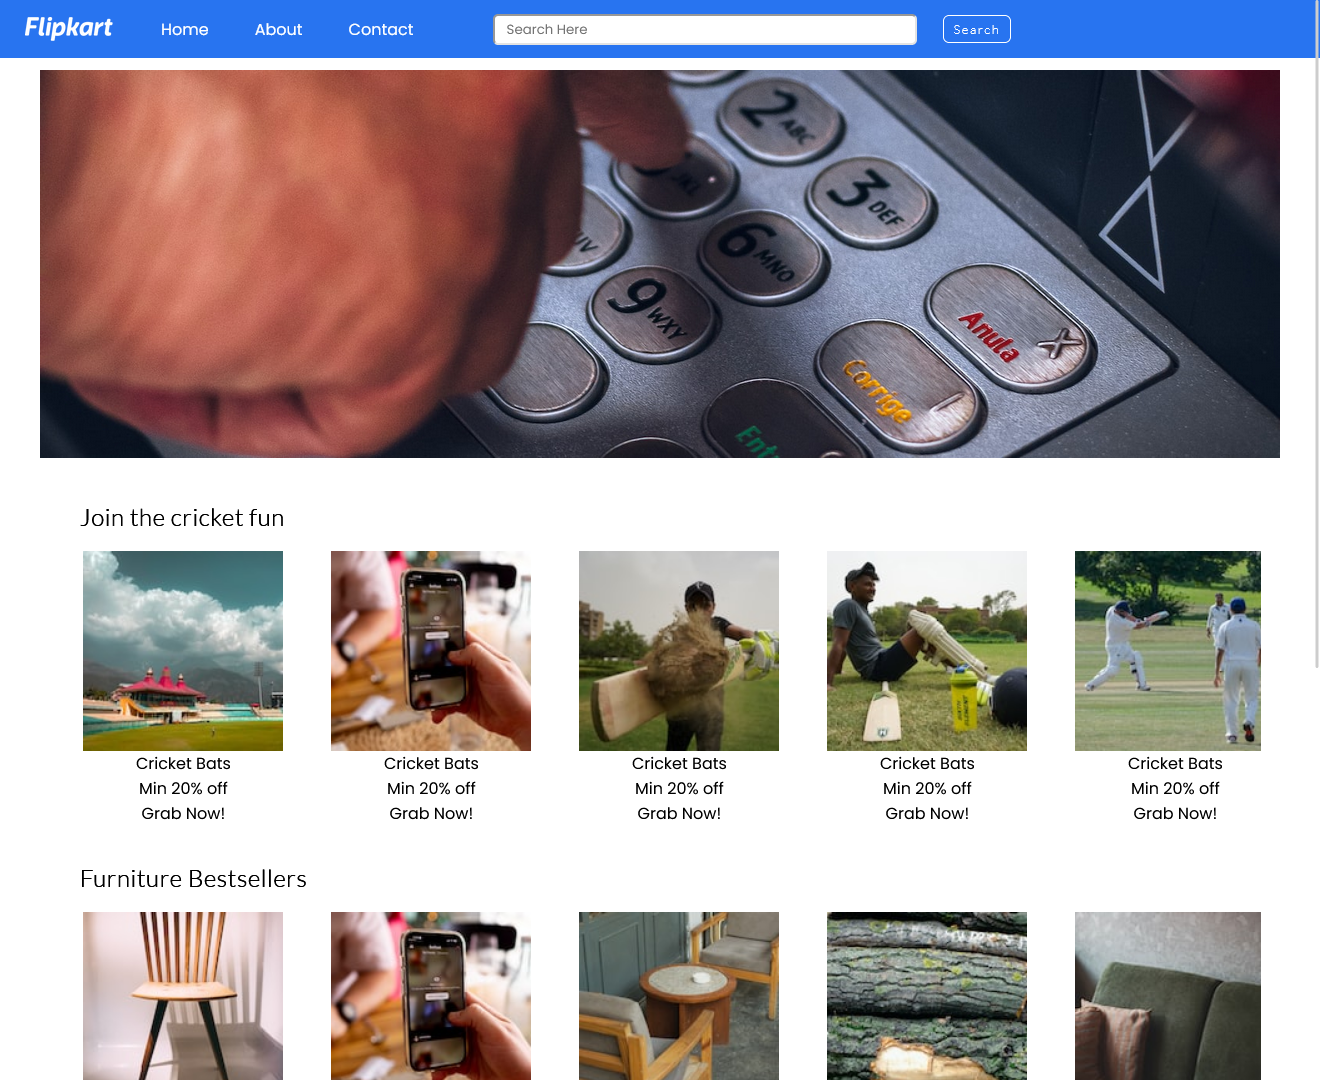 Flipkart
Home
About
Contact
Search Here
Search
2 ABC
JKL
3 DEF
6 MNO
9 WXY
Anula
Corrige
Join the cricket fun
Cricket Bats
Min 20% off
Grab Now!
Cricket Bats
Min 20% off
Grab Now!
Cricket Bats
Min 20% off
Grab Now!
Cricket Bats
Min 20% off
Grab Now!
Cricket Bats
Min 20% off
Grab Now!
Furniture Bestsellers